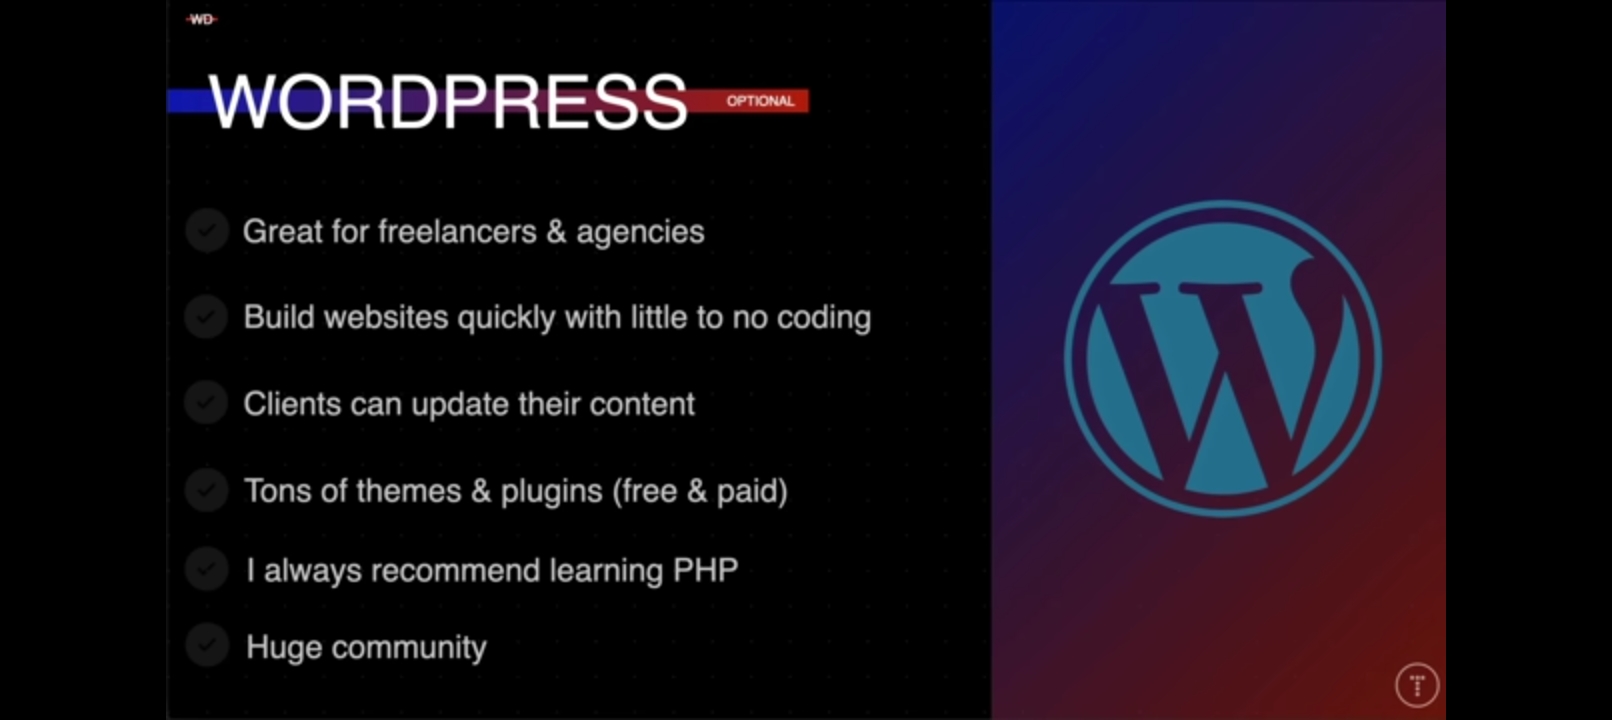 WD
WORDPRESS OPTIONAL
Great for freelancers & agencies
Build websites quickly with little to no coding
Clients can update their content
Tons of themes & plugins (free & paid)
I always recommend learning PHP
Huge community
W
T